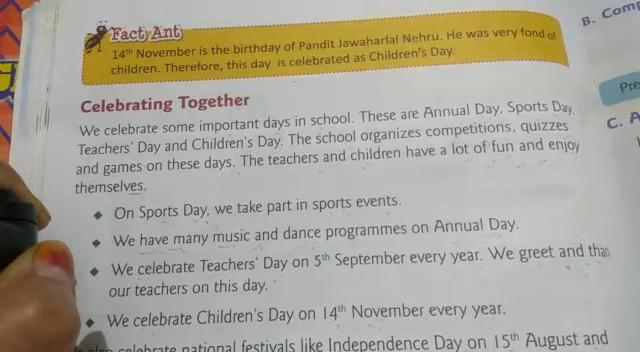 Fact Ant
14th November is the birthday of Pandit Jawaharlal Nehru. He was very fond of
children. Therefore, this day is celebrated as Children's Day.
Celebrating Together
We celebrate some important days in school. These are Annual Day, Sports Day,
Teachers' Day and Children's Day. The school organizes competitions, quizzes
and games on these days. The teachers and children have a lot of fun and enjoy
themselves.
◆ On Sports Day, we take part in sports events.
◆ We have many music and dance programmes on Annual Day.
◆ We celebrate Teachers' Day on 5th September every year. We greet and than
our teachers on this day.
◆ We celebrate Children's Day on 14th November every year.
also celebrate national festivals like Independence Day on 15th August and
B. Comp
Pre
C. A